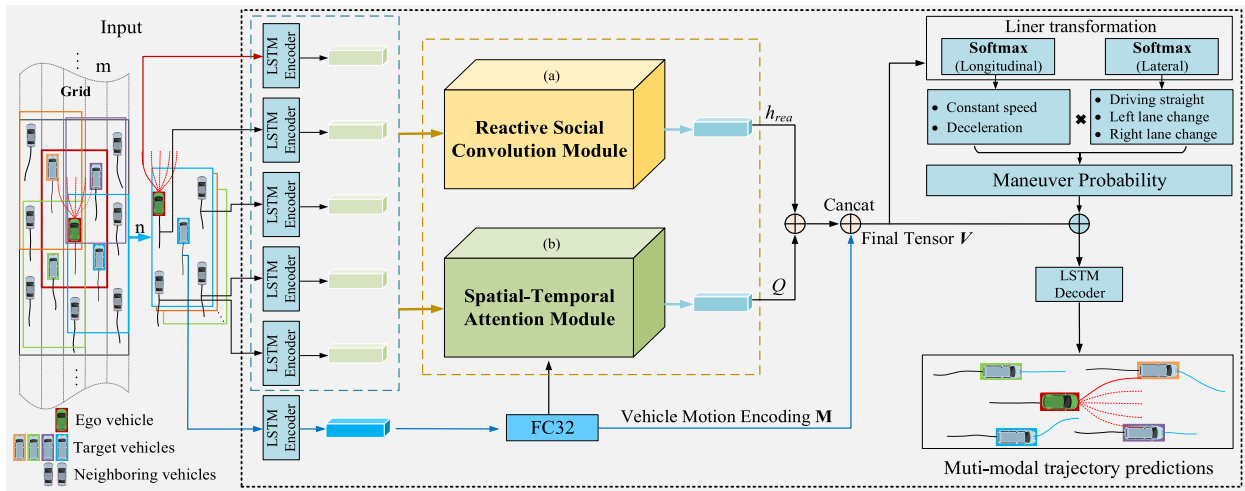 Input
m
Grid
n
Ego vehicle
Target vehicles
Neighboring vehicles
LSTM
Encoder
LSTM
Encoder
LSTM
Encoder
LSTM
Encoder
LSTM
Encoder
LSTM
Encoder
(a)
Reactive Social
Convolution Module
(b)
Spatial-Temporal
Attention Module
FC32
Vehicle Motion Encoding M
h_rea
Q
Concat
Final Tensor V
Liner transformation
Softmax
(Longitudinal)
Softmax
(Lateral)
• Constant speed
• Deceleration
✖
• Driving straight
• Left lane change
• Right lane change
Maneuver Probability
LSTM
Decoder
Muti-modal trajectory predictions